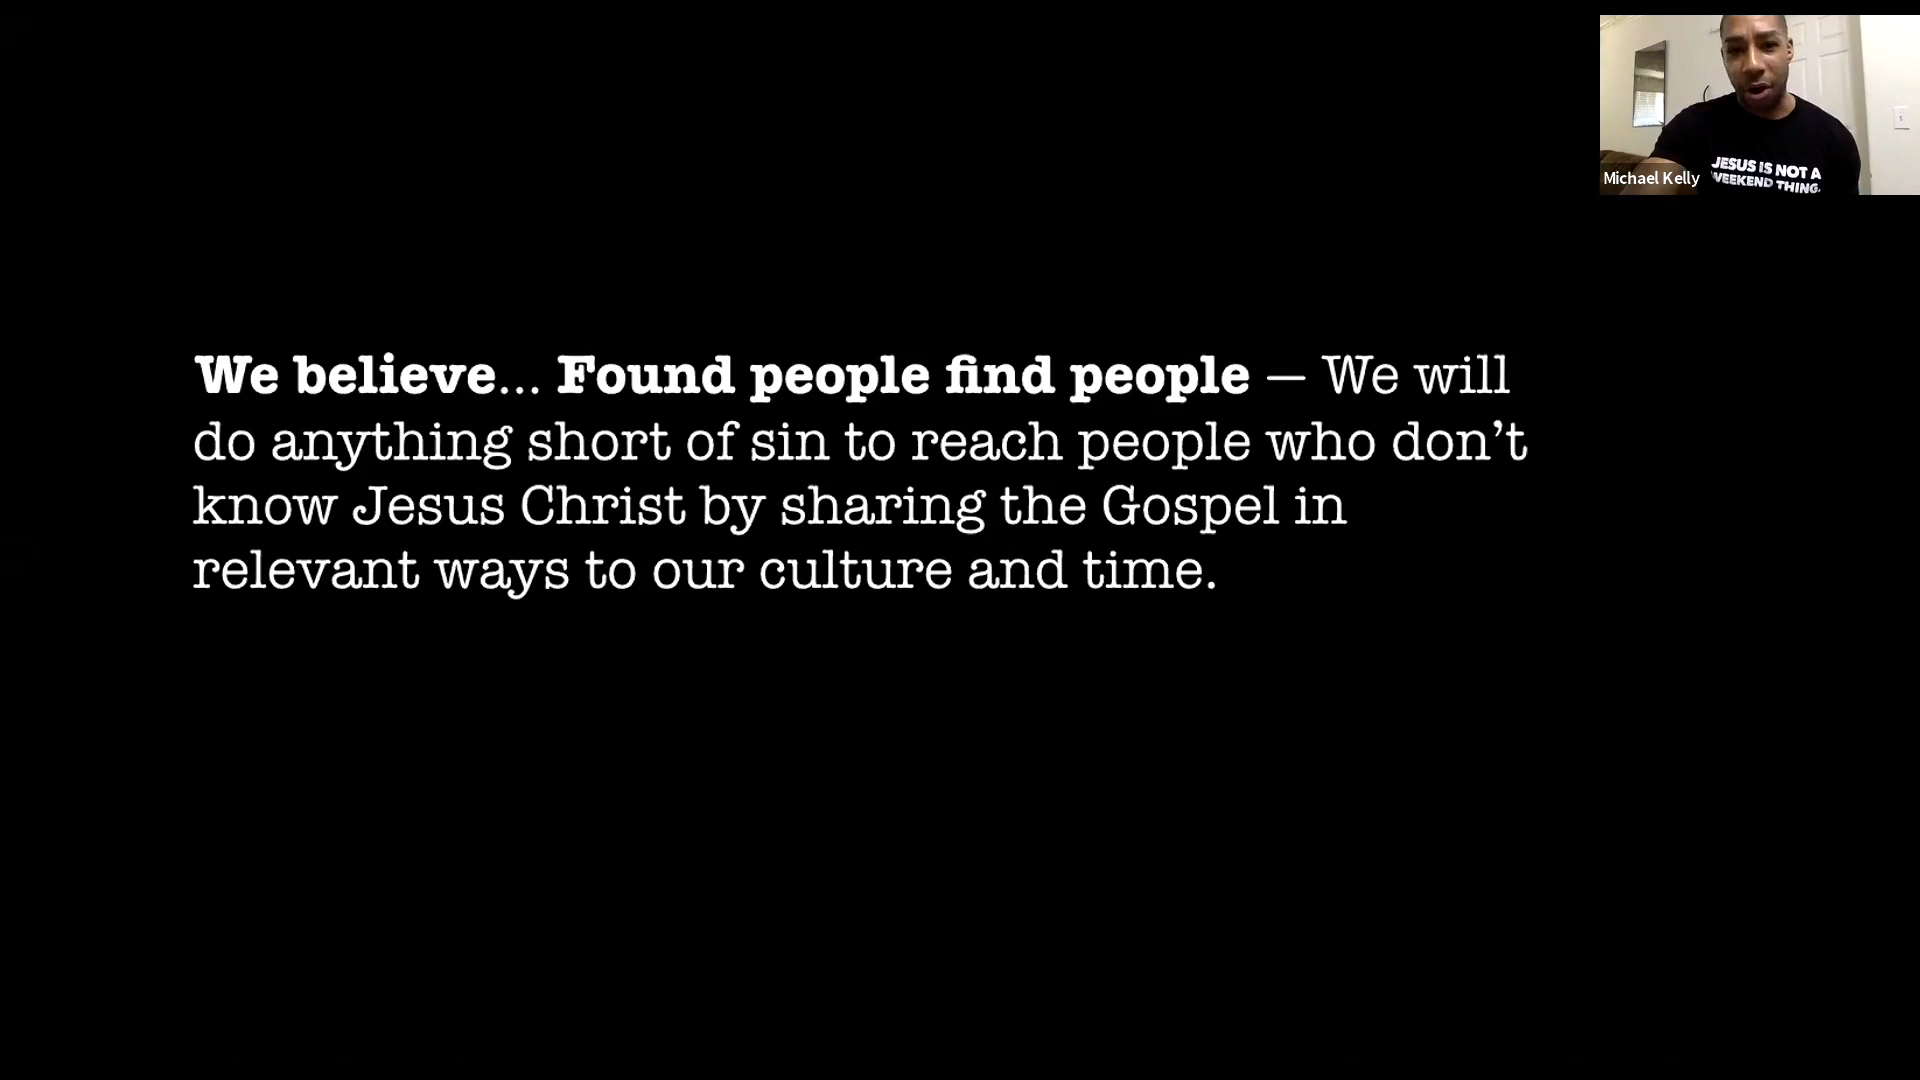 JESUS IS NOT A
WEEKEND THING.
Michael Kelly
We believe... Found people find people — We will
do anything short of sin to reach people who don’t
know Jesus Christ by sharing the Gospel in
relevant ways to our culture and time.